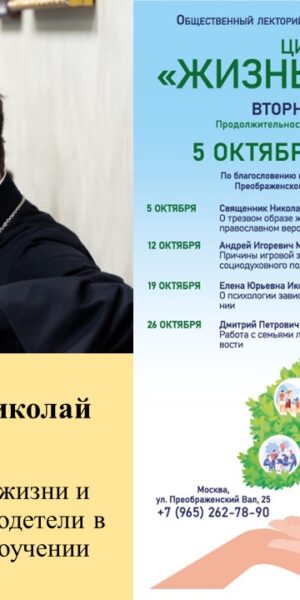 иколай
жизни и
одетели в
оучении
Общественный лекторий
ЦИ
«ЖИЗНЬ
ВТОРН
Продолжительнос
5 ОКТЯБР
По благословению
Преображенско
5 ОКТЯБРЯ
Священник Никола
О трезвом образе ж
православном веро
12 ОКТЯБРЯ
Андрей Игоревич М
Причины игровой з
социодуховного по
19 ОКТЯБРЯ
Елена Юрьевна Ико
О психологии завис
нии
26 ОКТЯБРЯ
Дмитрий Петрович
Работа с семьями л
вости
Москва,
ул. Преображенский Вал, 25
+7 (965) 262-78-90